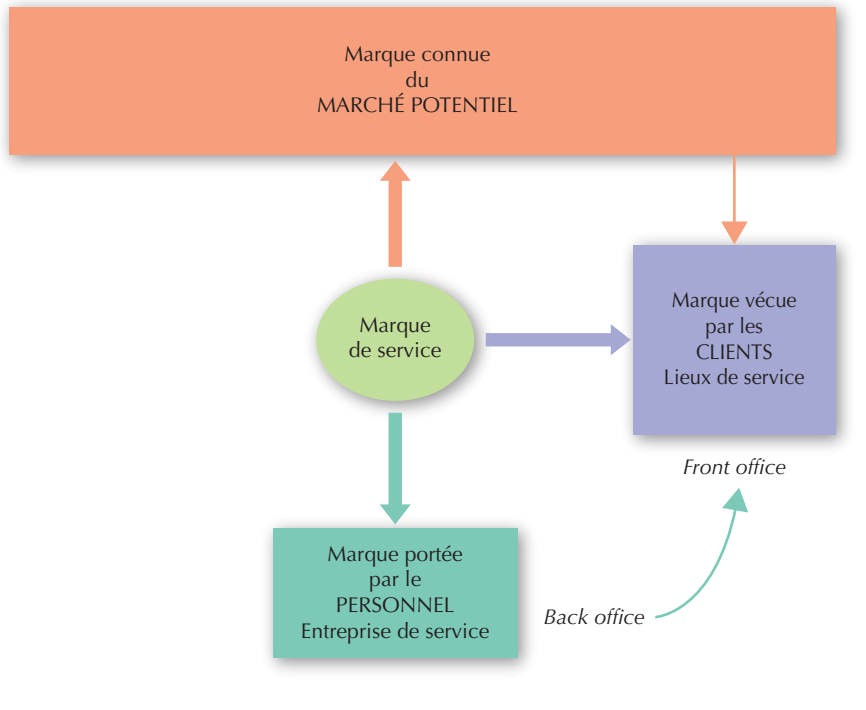 Marque connue
du
MARCHÉ POTENTIEL
Marque
de service
Marque vécue
par les
CLIENTS
Lieux de service
Front office
Marque portée
par le
PERSONNEL
Entreprise de service
Back office